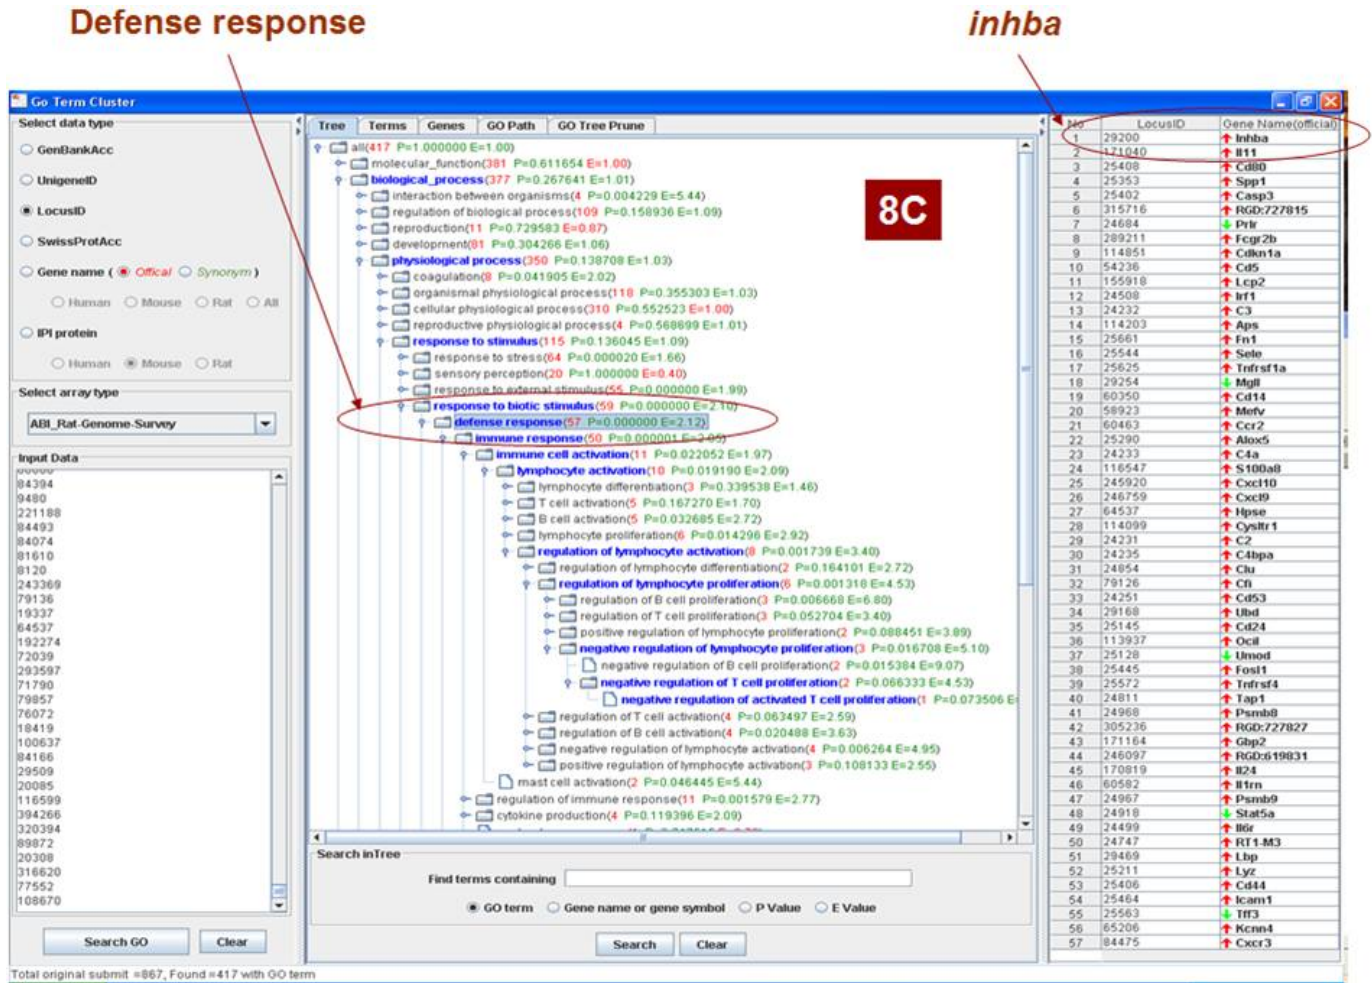 Defense response
inhba
Go Term Cluster
Select data type
GenBankAcc
UnigeneID
LocusID
SwissProtAcc
Gene name ( Offical Synonym )
Human Mouse Rat All
IPI protein
Human Mouse Rat
Select array type
ABI_Rat-Genome-Survey
Input Data
84394
9480
221188
84493
84074
81610
8120
243369
79136
19337
64537
192274
72039
293597
71790
79857
76072
18419
100637
84166
29509
20085
116599
394266
320394
89872
20308
316620
77552
108670
Search GO Clear
Total original submit =867, Found =417 with GO term
Tree Terms Genes GO Path GO Tree Prune
all(417 P=1.000000 E=1.00)
molecular_function(381 P=0.611654 E=1.00)
biological_process(377 P=0.267641 E=1.01)
interaction between organisms(4 P=0.004229 E=5.44)
regulation of biological process(109 P=0.158936 E=1.09)
reproduction(11 P=0.729583 E=0.87)
development(81 P=0.304266 E=1.06)
physiological process(350 P=0.138708 E=1.03)
coagulation(8 P=0.041905 E=2.02)
organismal physiological process(118 P=0.355303 E=1.03)
cellular physiological process(310 P=0.552523 E=1.00)
reproductive physiological process(4 P=0.568699 E=1.01)
response to stimulus(115 P=0.136045 E=1.09)
response to stress(64 P=0.000020 E=1.66)
sensory perception(20 P=1.000000 E=0.40)
response to external stimulus(55 P=0.000000 E=1.99)
response to biotic stimulus(59 P=0.000000 E=2.10)
defense response(57 P=0.000000 E=2.12)
immune response(50 P=0.000001 E=2.05)
immune cell activation(11 P=0.022052 E=1.97)
lymphocyte activation(10 P=0.019190 E=2.09)
lymphocyte differentiation(3 P=0.339538 E=1.46)
T cell activation(5 P=0.167270 E=1.70)
B cell activation(5 P=0.032685 E=2.72)
lymphocyte proliferation(6 P=0.014296 E=2.92)
regulation of lymphocyte activation(8 P=0.001739 E=3.40)
regulation of lymphocyte differentiation(2 P=0.164101 E=2.72)
regulation of lymphocyte proliferation(6 P=0.001318 E=4.53)
regulation of B cell proliferation(3 P=0.006668 E=6.80)
regulation of T cell proliferation(3 P=0.052704 E=3.40)
positive regulation of lymphocyte proliferation(2 P=0.088451 E=3.89)
negative regulation of lymphocyte proliferation(3 P=0.016708 E=5.10)
negative regulation of B cell proliferation(2 P=0.015384 E=9.07)
negative regulation of T cell proliferation(2 P=0.066333 E=4.53)
negative regulation of activated T cell proliferation(1 P=0.073506 E=
regulation of T cell activation(4 P=0.063497 E=2.59)
regulation of B cell activation(4 P=0.020488 E=3.63)
negative regulation of lymphocyte activation(4 P=0.006264 E=4.95)
positive regulation of lymphocyte activation(3 P=0.108133 E=2.55)
mast cell activation(2 P=0.046445 E=5.44)
regulation of immune response(11 P=0.001579 E=2.77)
cytokine production(4 P=0.119396 E=2.09)
8C
Search inTree
Find terms containing
GO term Gene name or gene symbol P Value E Value
Search Clear
No LocusID Gene Name(official)
1 29200 Inhba
2 171040 Il11
3 25408 Cd80
4 25353 Spp1
5 25402 Casp3
6 315716 RGD:727815
7 24684 Prlr
8 289211 Fcgr2b
9 114851 Cdkn1a
10 54236 Cd5
11 155918 Lcp2
12 24508 Irf1
13 24232 C3
14 114203 Aps
15 25661 Fn1
16 25544 Sele
17 25625 Tnfrsf1a
18 29254 Mgll
19 60350 Cd14
20 58923 Mefv
21 60463 Ccr2
22 25290 Alox5
23 24233 C4a
24 116547 S100a8
25 245920 Cxcl10
26 246759 Cxcl9
27 64537 Hpse
28 114099 Cysltr1
29 24231 C2
30 24235 C4bpa
31 24854 Clu
32 79126 Cfi
33 24251 Cd53
34 29168 Ubd
35 25145 Cd24
36 113937 Ocil
37 25128 Umod
38 25445 Fosl1
39 25572 Tnfrsf4
40 24811 Tap1
41 24968 Psmb8
42 305236 RGD:727827
43 171164 Gbp2
44 246097 RGD:619831
45 170819 Il24
46 60582 Il1rn
47 24967 Psmb9
48 24918 Stat5a
49 24499 Il6r
50 24747 RT1-M3
51 29469 Lbp
52 25211 Lyz
53 25406 Cd44
54 25464 Icam1
55 25563 Tff3
56 65206 Kcnn4
57 84475 Cxcr3